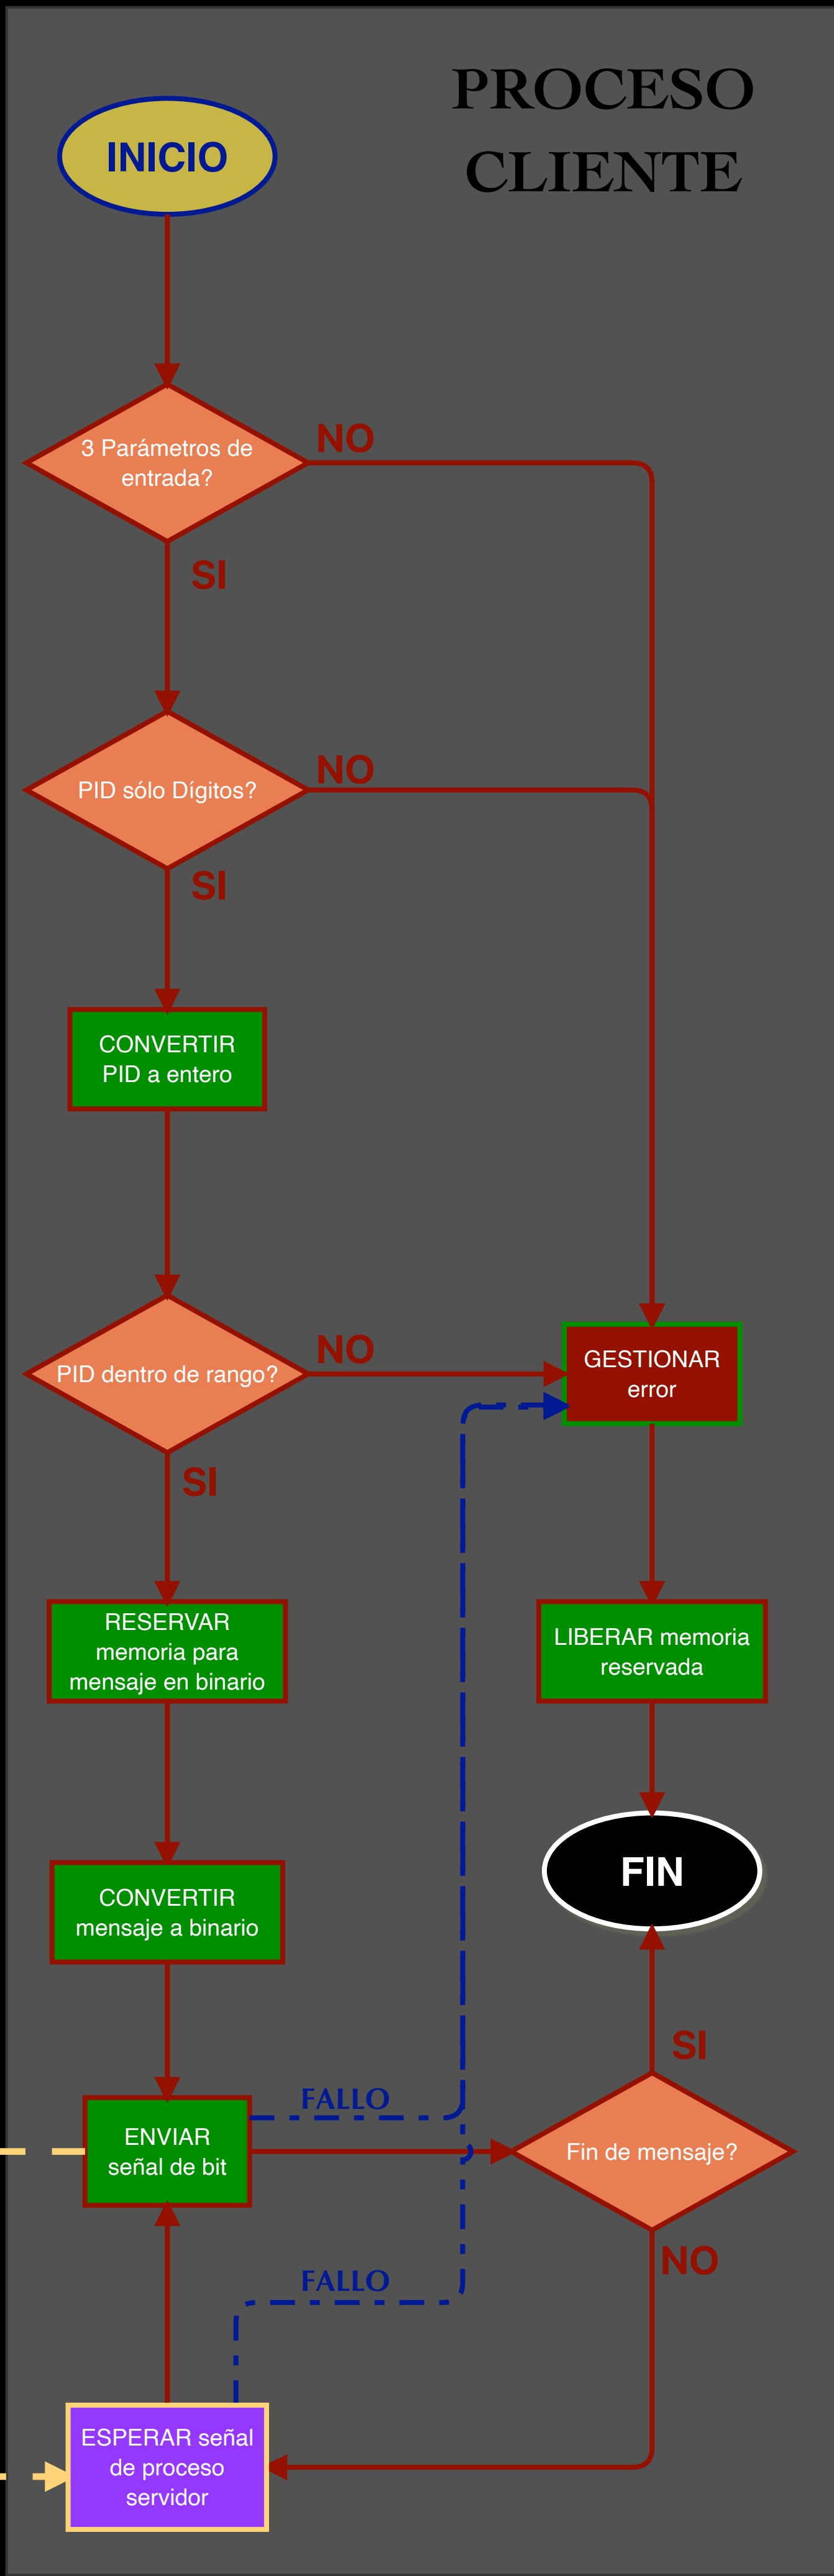 PROCESO
CLIENTE
INICIO
3 Parámetros de
entrada?
NO
SI
PID sólo Dígitos?
NO
SI
CONVERTIR
PID a entero
PID dentro de rango?
NO
GESTIONAR
error
SI
RESERVAR
memoria para
mensaje en binario
LIBERAR memoria
reservada
CONVERTIR
mensaje a binario
FIN
SI
FALLO
ENVIAR
señal de bit
Fin de mensaje?
NO
FALLO
ESPERAR señal
de proceso
servidor